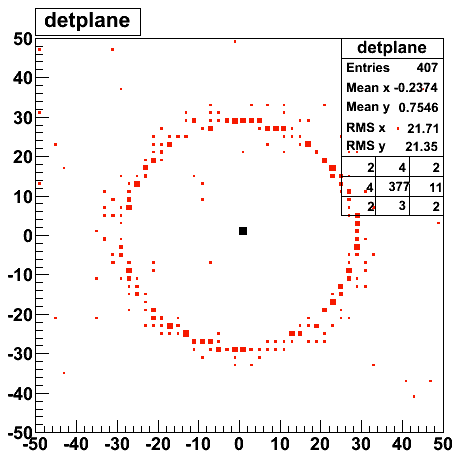 detplane
detplane
Entries 407
Mean x -0.2374
Mean y 0.7546
RMS x 21.71
RMS y 21.35
2 4 2
4 377 11
2 3 2
50
40
30
20
10
0
-10
-20
-30
-40
-50
-50 -40 -30 -20 -10 0 10 20 30 40 50